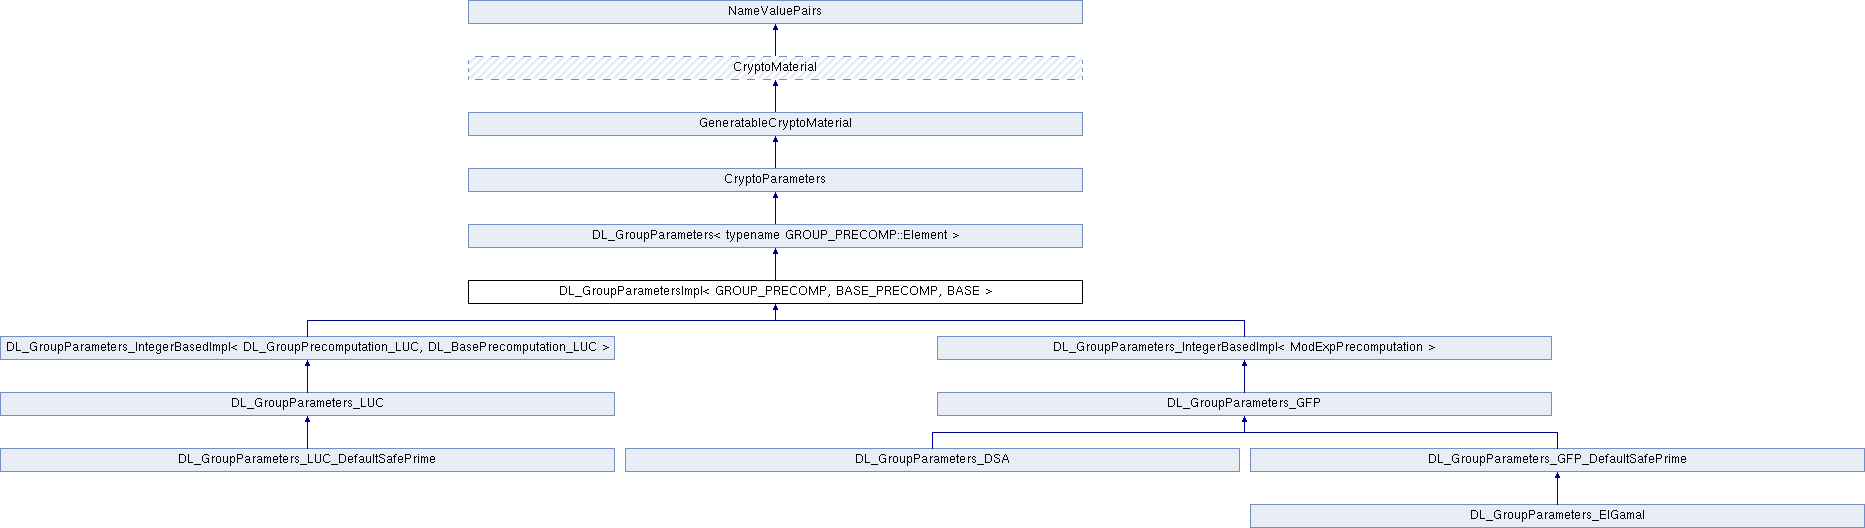 NameValuePairs
CryptoMaterial
GeneratableCryptoMaterial
CryptoParameters
DL_GroupParameters< typename GROUP_PRECOMP::Element >
DL_GroupParametersImpl< GROUP_PRECOMP, BASE_PRECOMP, BASE >
DL_GroupParameters_IntegerBasedImpl< DL_GroupPrecomputation_LUC, DL_BasePrecomputation_LUC >
DL_GroupParameters_IntegerBasedImpl< ModExpPrecomputation >
DL_GroupParameters_LUC
DL_GroupParameters_GFP
DL_GroupParameters_LUC_DefaultSafePrime
DL_GroupParameters_DSA
DL_GroupParameters_GFP_DefaultSafePrime
DL_GroupParameters_ElGamal